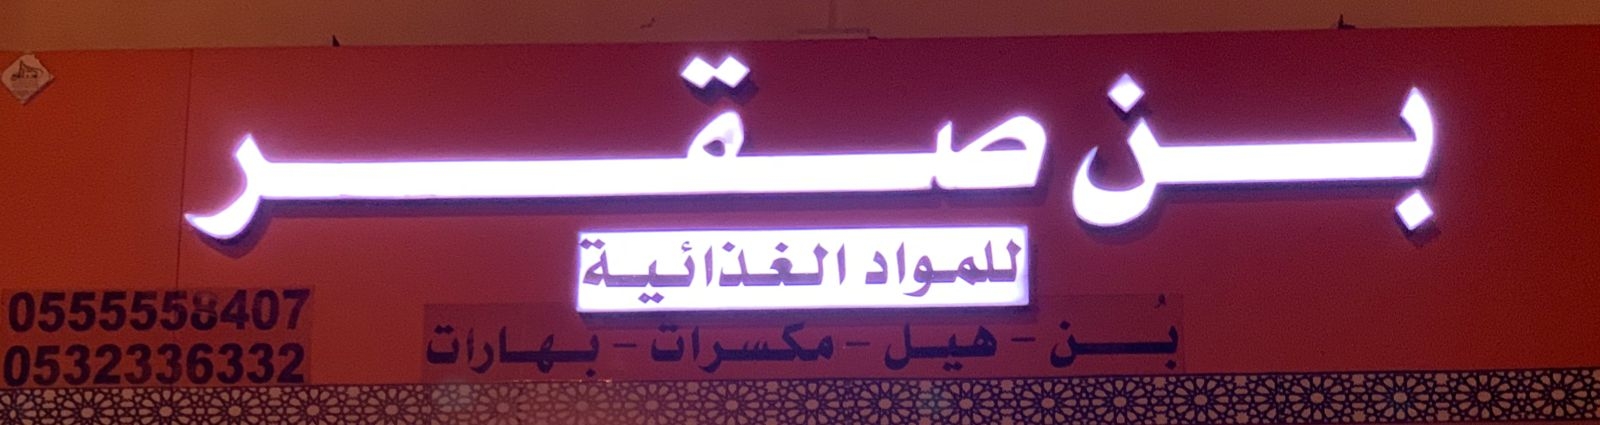 بن صقر
للمواد الغذائية
بُن - هيل - مكسرات - بهارات
0555558407
0532336332